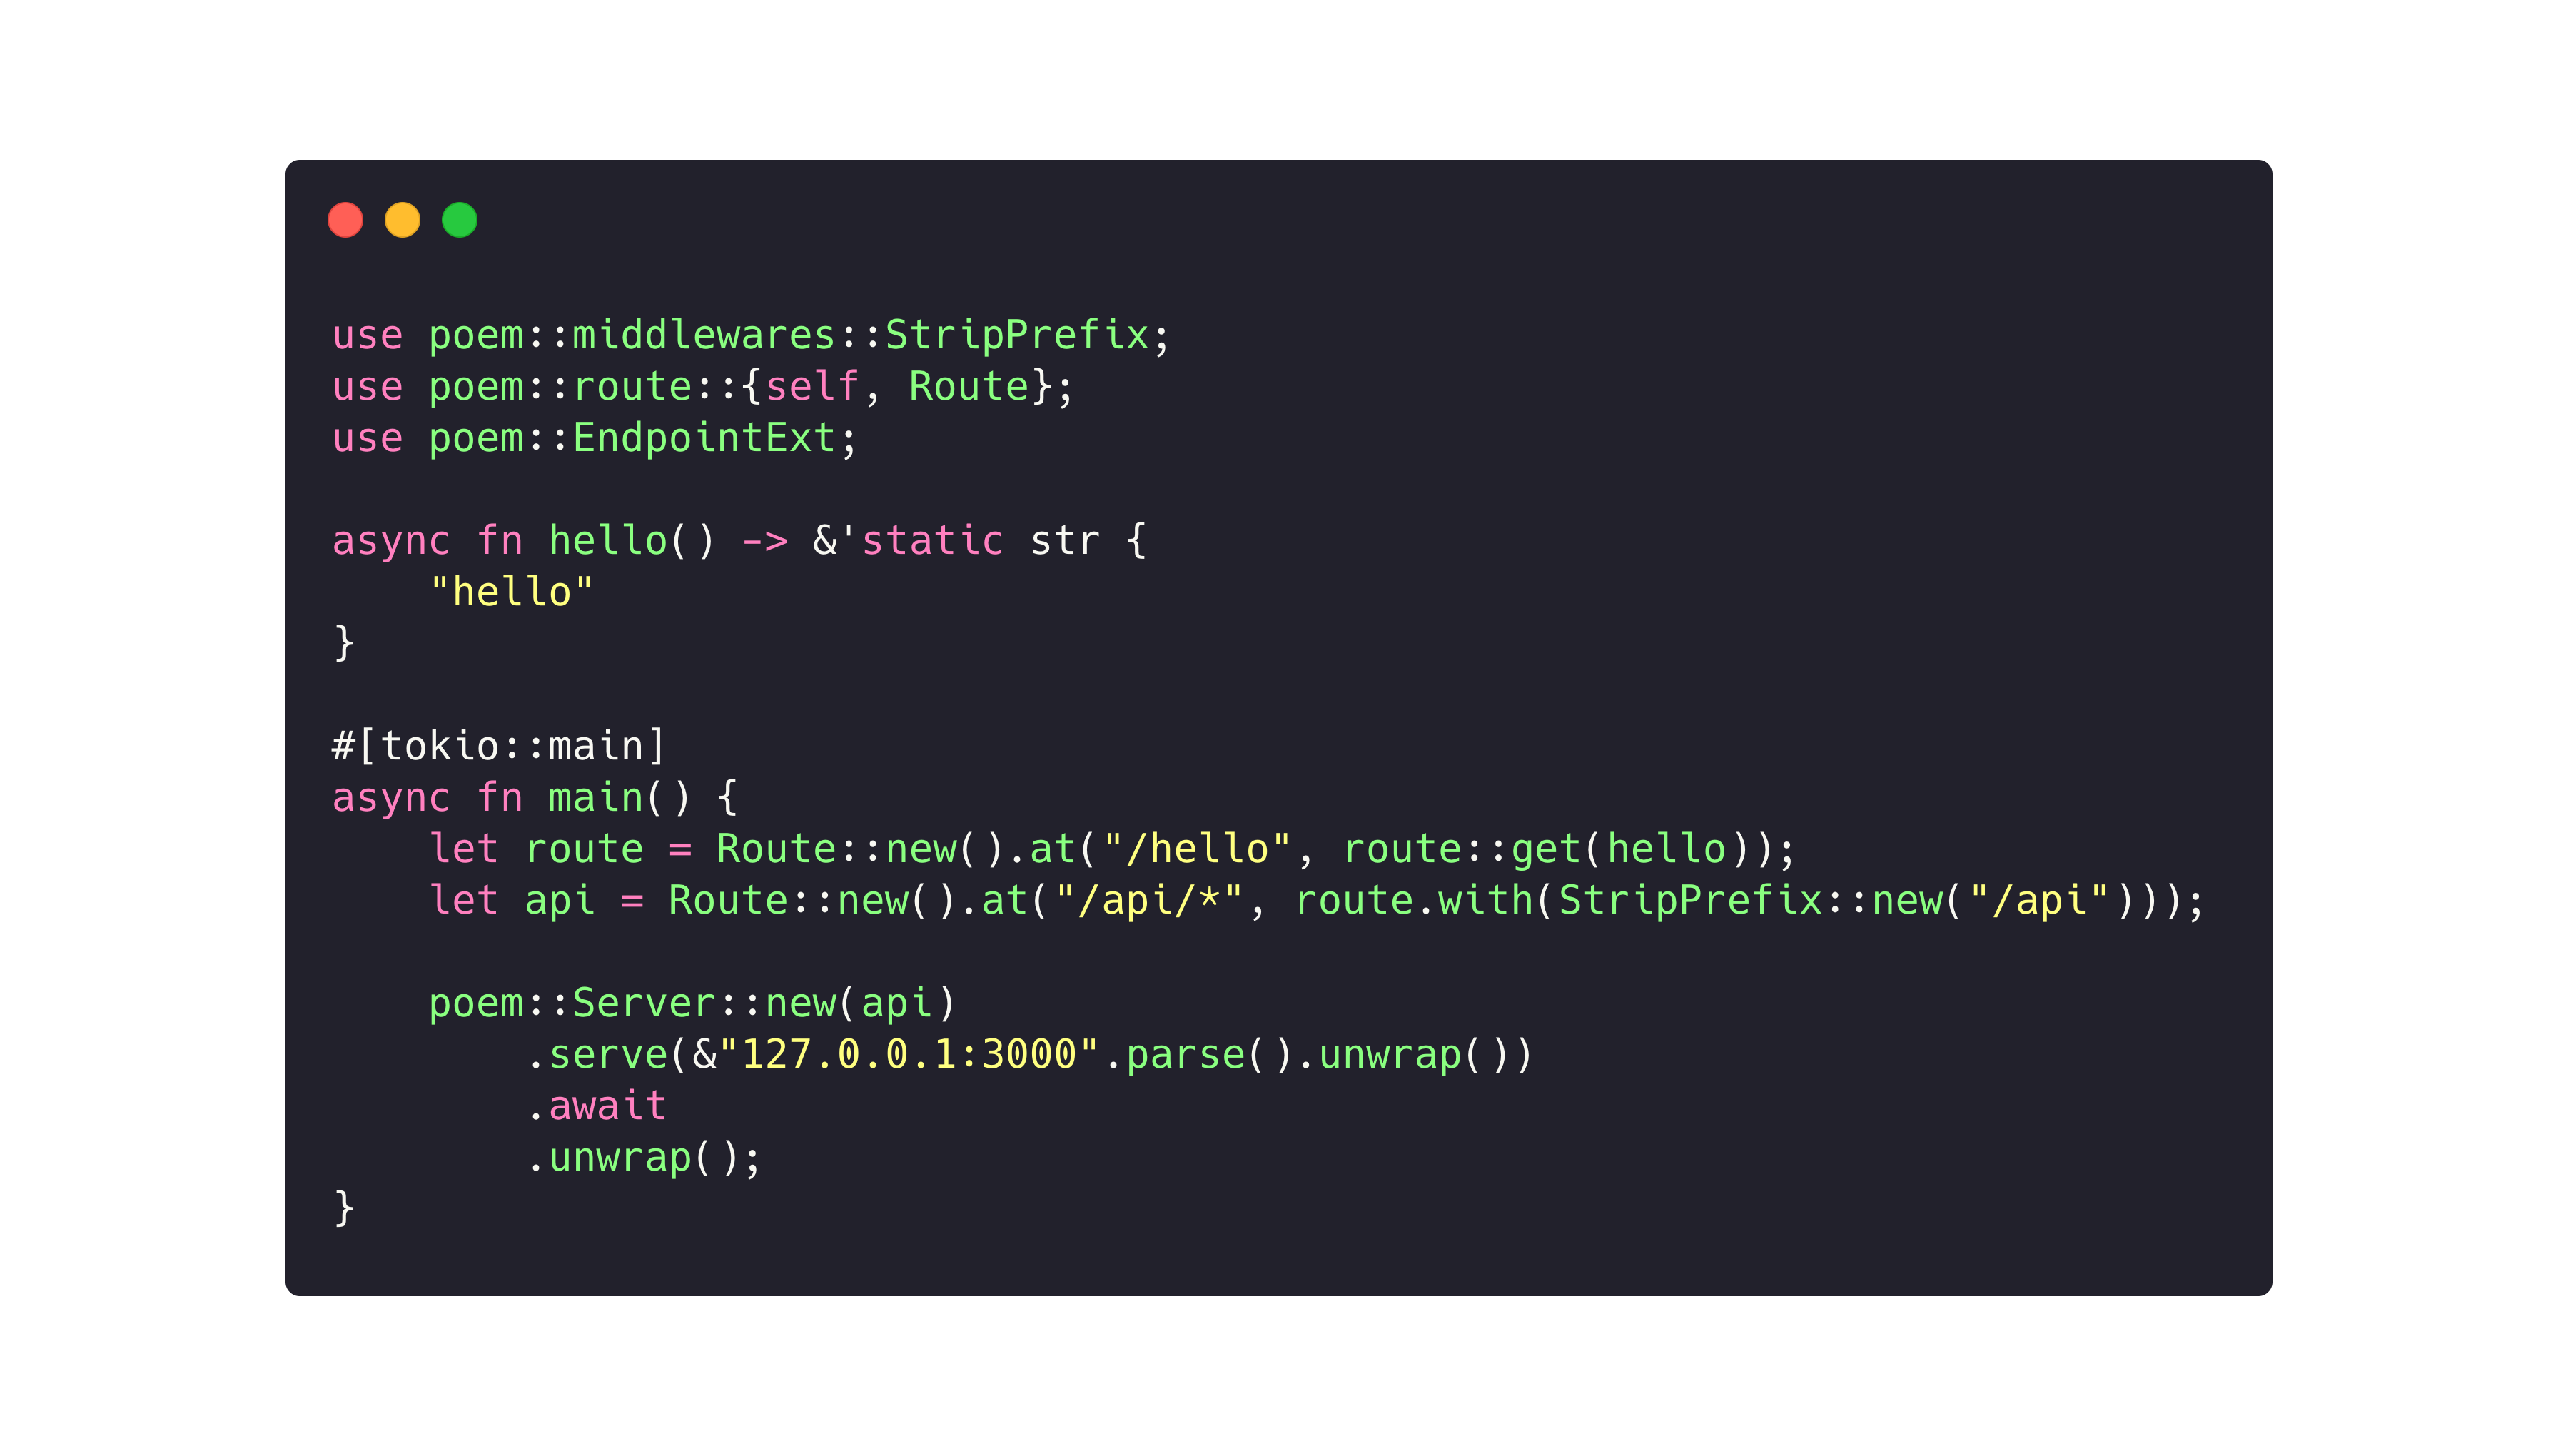 use poem::middlewares::StripPrefix;
use poem::route::{self, Route};
use poem::EndpointExt;
async fn hello() -> &'static str {
    "hello"
}
#[tokio::main]
async fn main() {
    let route = Route::new().at("/hello", route::get(hello));
    let api = Route::new().at("/api/*", route.with(StripPrefix::new("/api")));
    poem::Server::new(api)
        .serve(&"127.0.0.1:3000".parse().unwrap())
        .await
        .unwrap();
}